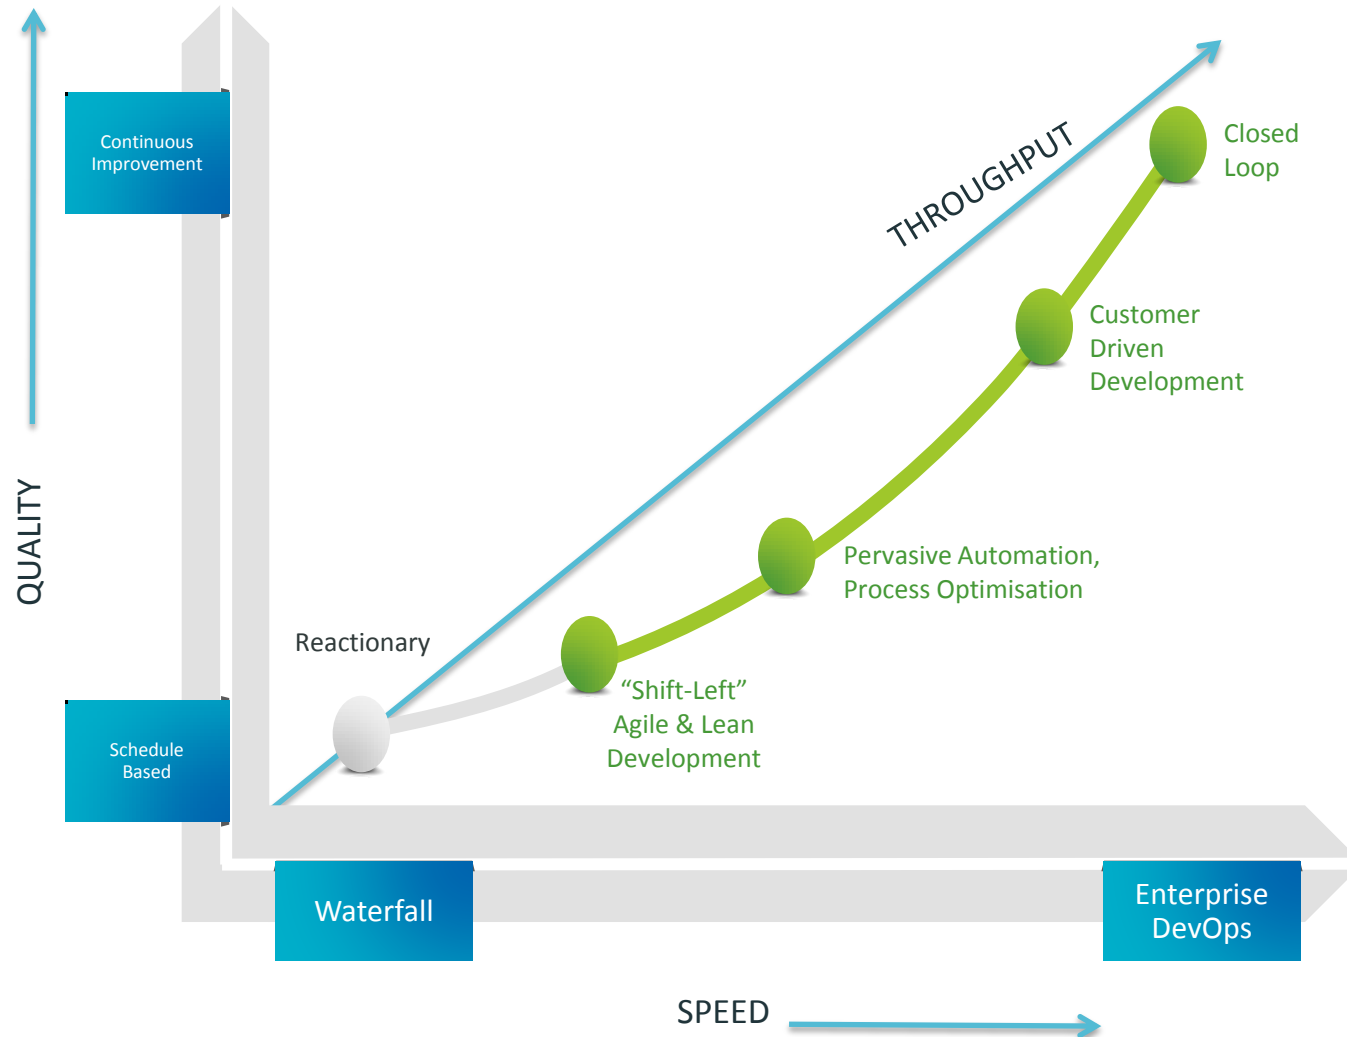 Continuous
Improvement
THROUGHPUT
Closed
Loop
Customer
Driven
Development
QUALITY
Pervasive Automation,
Process Optimisation
Reactionary
“Shift-Left”
Agile & Lean
Development
Schedule
Based
Waterfall
Enterprise
DevOps
SPEED